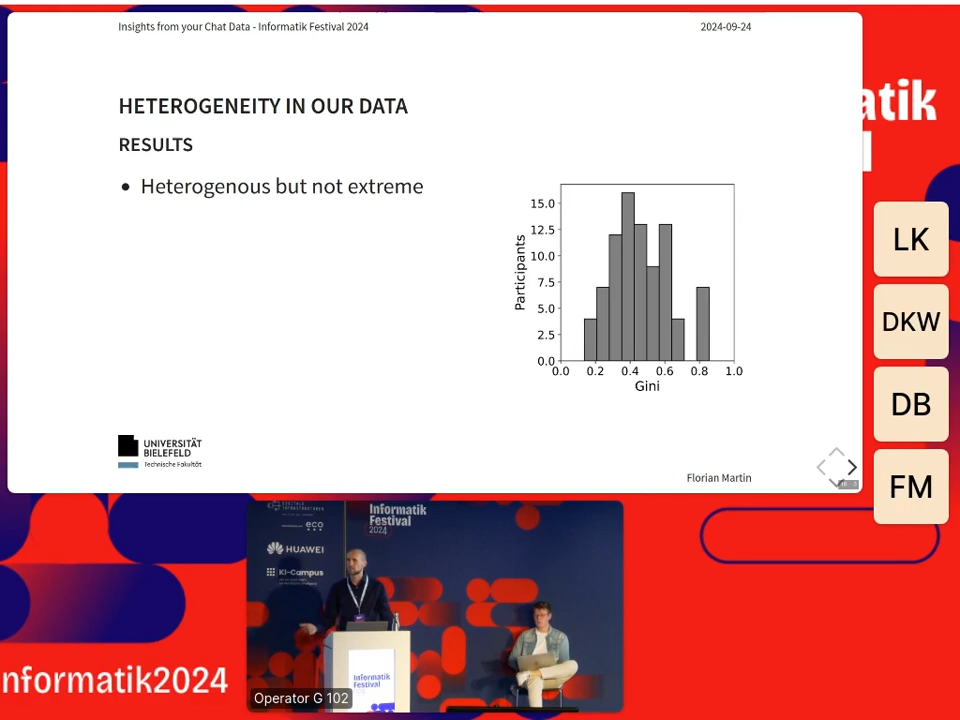 Insights from your Chat Data - Informatik Festival 2024
2024-09-24
atik
HETEROGENEITY IN OUR DATA
RESULTS
• Heterogenous but not extreme
15.0
12.5
10.0
7.5
5.0
2.5
0.0
Participants
0.0 0.2 0.4 0.6 0.8 1.0
Gini
LK
DKW
DB
FM
UNIVERSITÄT
BIELEFELD
Technische Fakultät
Florian Martin
eco
HUAWEI
KI-Campus
Informatik
Festival
2024
Informatik
Festival
Operator G 102
nformatik2024